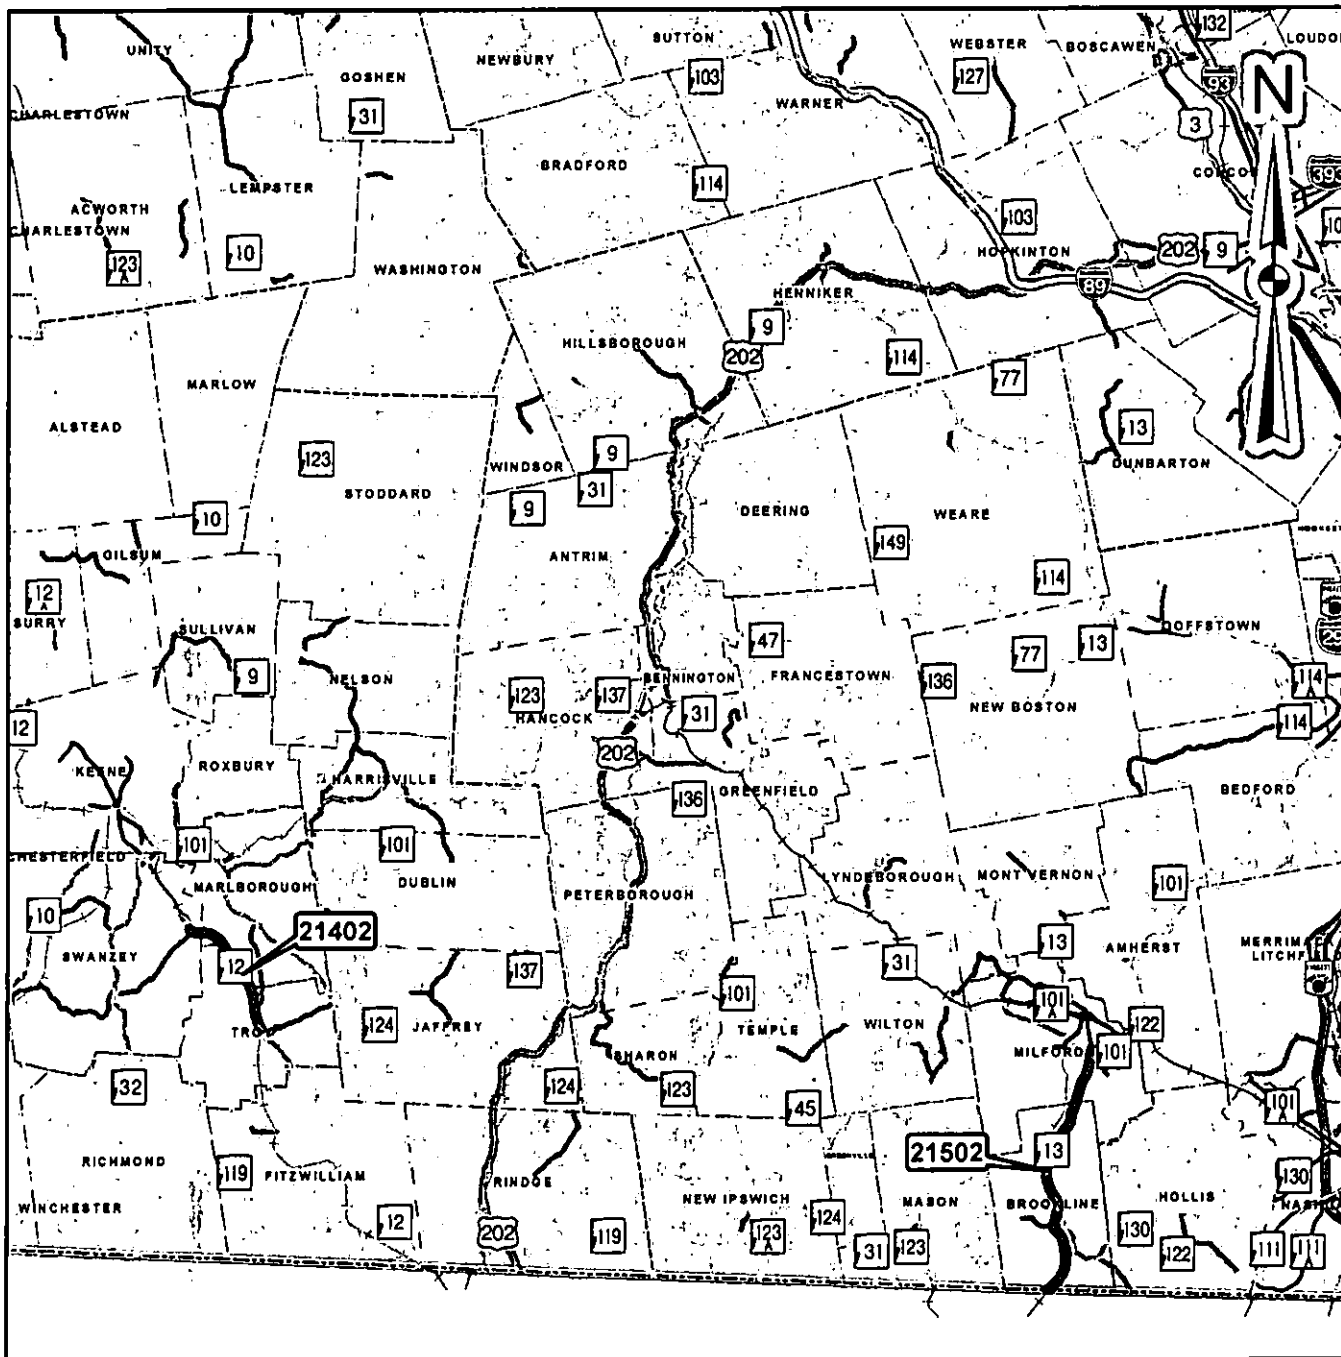 UNITY
GOSHEN
NEWBURY
SUTTON
103
WEBSTER
127
BOSCAWEN
132
93
N
CHARLESTOWN
31
WARNER
3
BRADFORD
114
LEMPSTER
ACWORTH
CHARLESTOWN
123
A
10
WASHINGTON
103
HOPKINTON
202
9
393
89
HENNIKER
9
202
HILLSBOROUGH
114
77
MARLOW
ALSTEAD
123
STODDARD
WINDSOR
9
31
9
13
DUNBARTON
10
DEERING
WEARE
149
GILSUM
ANTRIM
114
12
A
SURRY
SULLIVAN
9
NELSON
47
BENNINGTON
FRANCESTOWN
77
13
GOFFSTOWN
136
NEW BOSTON
114
A
114
12
123
HANCOCK
137
31
202
KEENE
ROXBURY
HARRISVILLE
136
GREENFIELD
BEDFORD
101
101
CHESTERFIELD
MARLBOROUGH
DUBLIN
PETERBOROUGH
LYNDEBOROUGH
MONT VERNON
101
10
21402
SWANZEY
12
137
31
13
AMHERST
101
101
A
TROY
124
JAFFREY
TEMPLE
WILTON
122
MILFORD
101
SHARON
32
124
123
45
101
A
21502
13
RICHMOND
119
FITZWILLIAM
RINDGE
NEW IPSWICH
MASON
BROOKLINE
HOLLIS
130
WINCHESTER
12
202
119
123
A
124
31
123
130
122
111
111